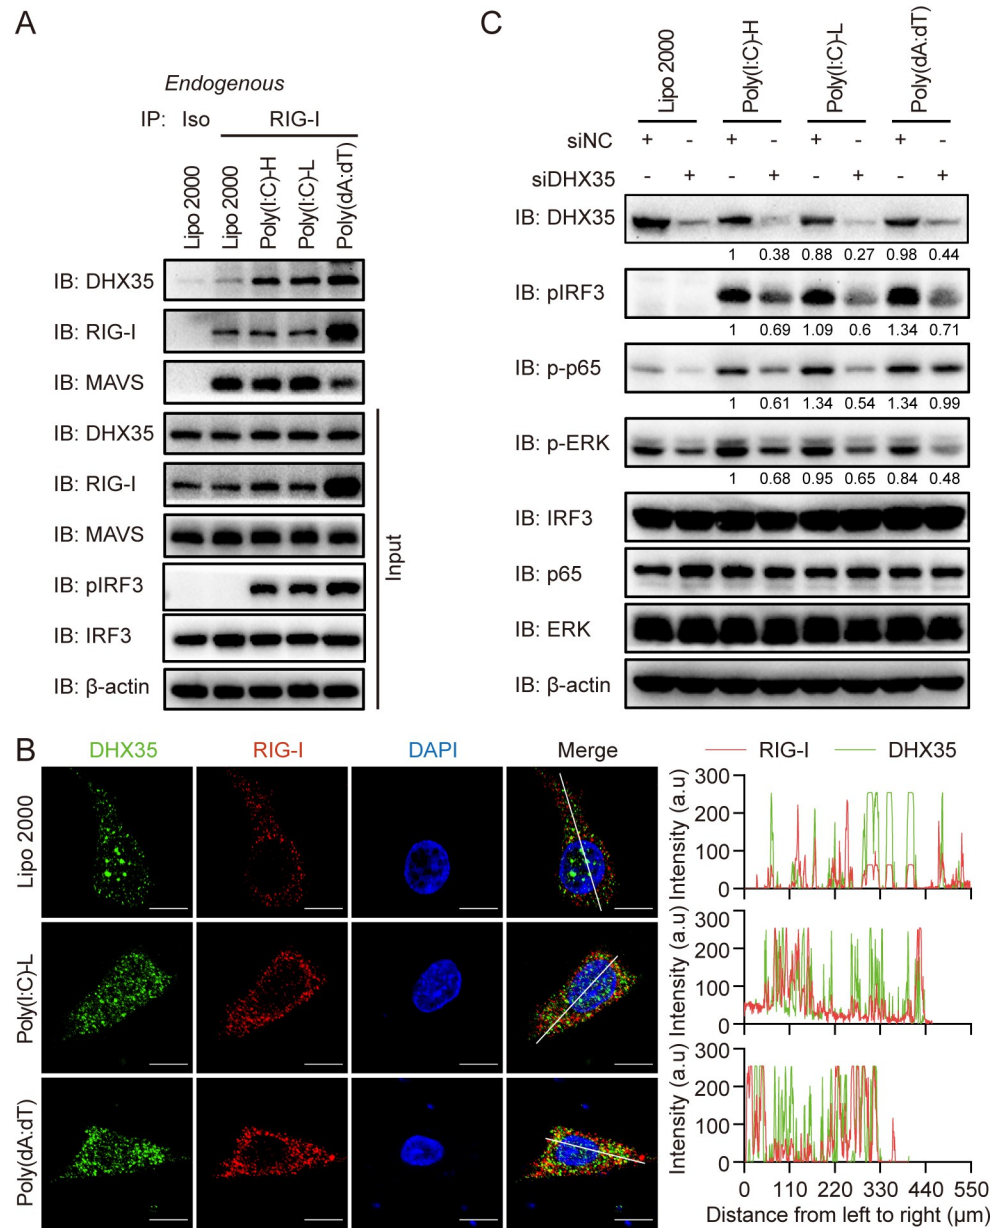 A
Endogenous
IP: Iso RIG-I
Lipo 2000
Lipo 2000
Poly(I:C)-H
Poly(I:C)-L
Poly(dA:dT)
IB: DHX35
IB: RIG-I
IB: MAVS
IB: DHX35
IB: RIG-I
IB: MAVS
IB: pIRF3
IB: IRF3
IB: β-actin
Input
C
Lipo 2000
Poly(I:C)-H
Poly(I:C)-L
Poly(dA:dT)
siNC + - + - + - + -
siDHX35 - + - + - + - +
IB: DHX35
1 0.38 0.88 0.27 0.98 0.44
IB: pIRF3
1 0.69 1.09 0.6 1.34 0.71
IB: p-p65
1 0.61 1.34 0.54 1.34 0.99
IB: p-ERK
1 0.68 0.95 0.65 0.84 0.48
IB: IRF3
IB: p65
IB: ERK
IB: β-actin
B
DHX35 RIG-I DAPI Merge
RIG-I DHX35
Lipo 2000
Intensity (a.u)
300
200
100
0
Poly(I:C)-L
Intensity (a.u)
300
200
100
0
Poly(dA:dT)
Intensity (a.u)
300
200
100
0
0 110 220 330 440 550
Distance from left to right (μm)